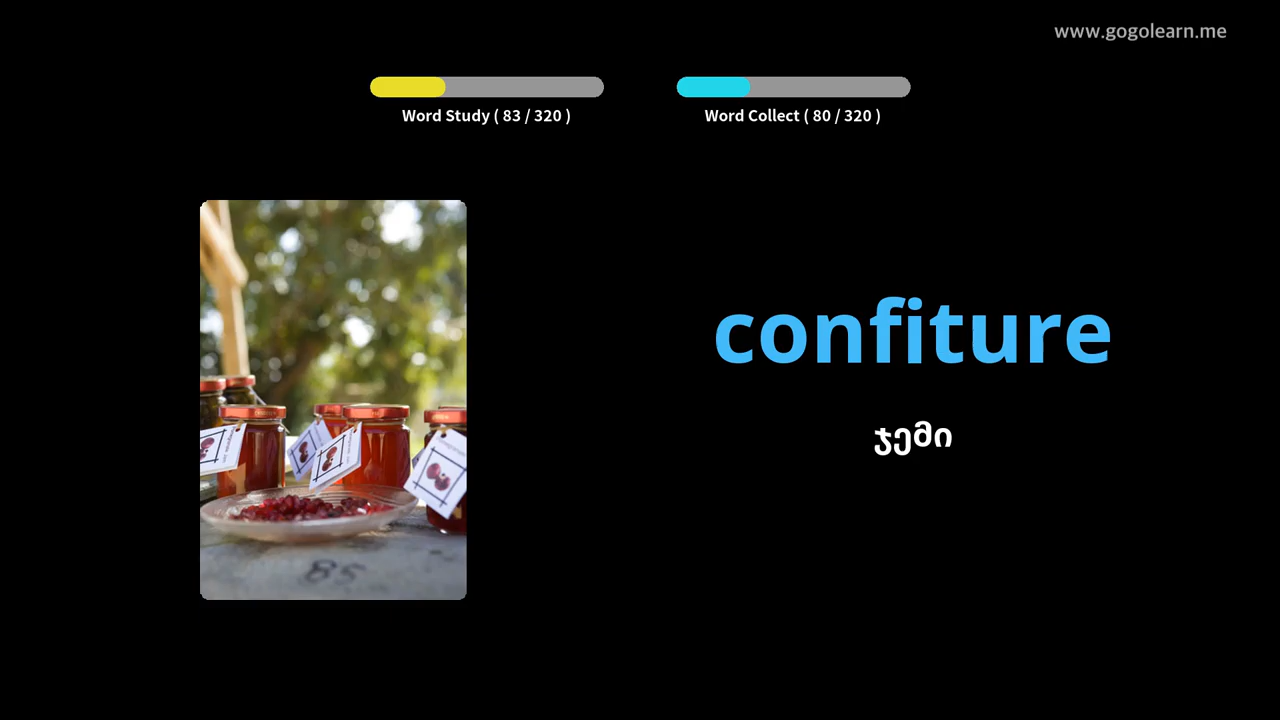 www.gogolearn.me
Word Study ( 83 / 320 )
Word Collect ( 80 / 320 )
confiture
ჯემი
85